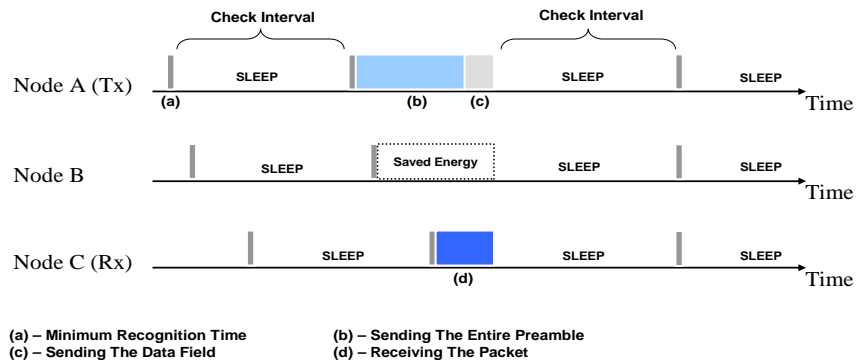 Check Interval Check Interval
Node A (Tx) SLEEP SLEEP SLEEP
(a) (b) (c) Time
Node B SLEEP Saved Energy SLEEP SLEEP
Time
Node C (Rx) SLEEP SLEEP SLEEP
(d) Time
(a) – Minimum Recognition Time (b) – Sending The Entire Preamble
(c) – Sending The Data Field (d) – Receiving The Packet